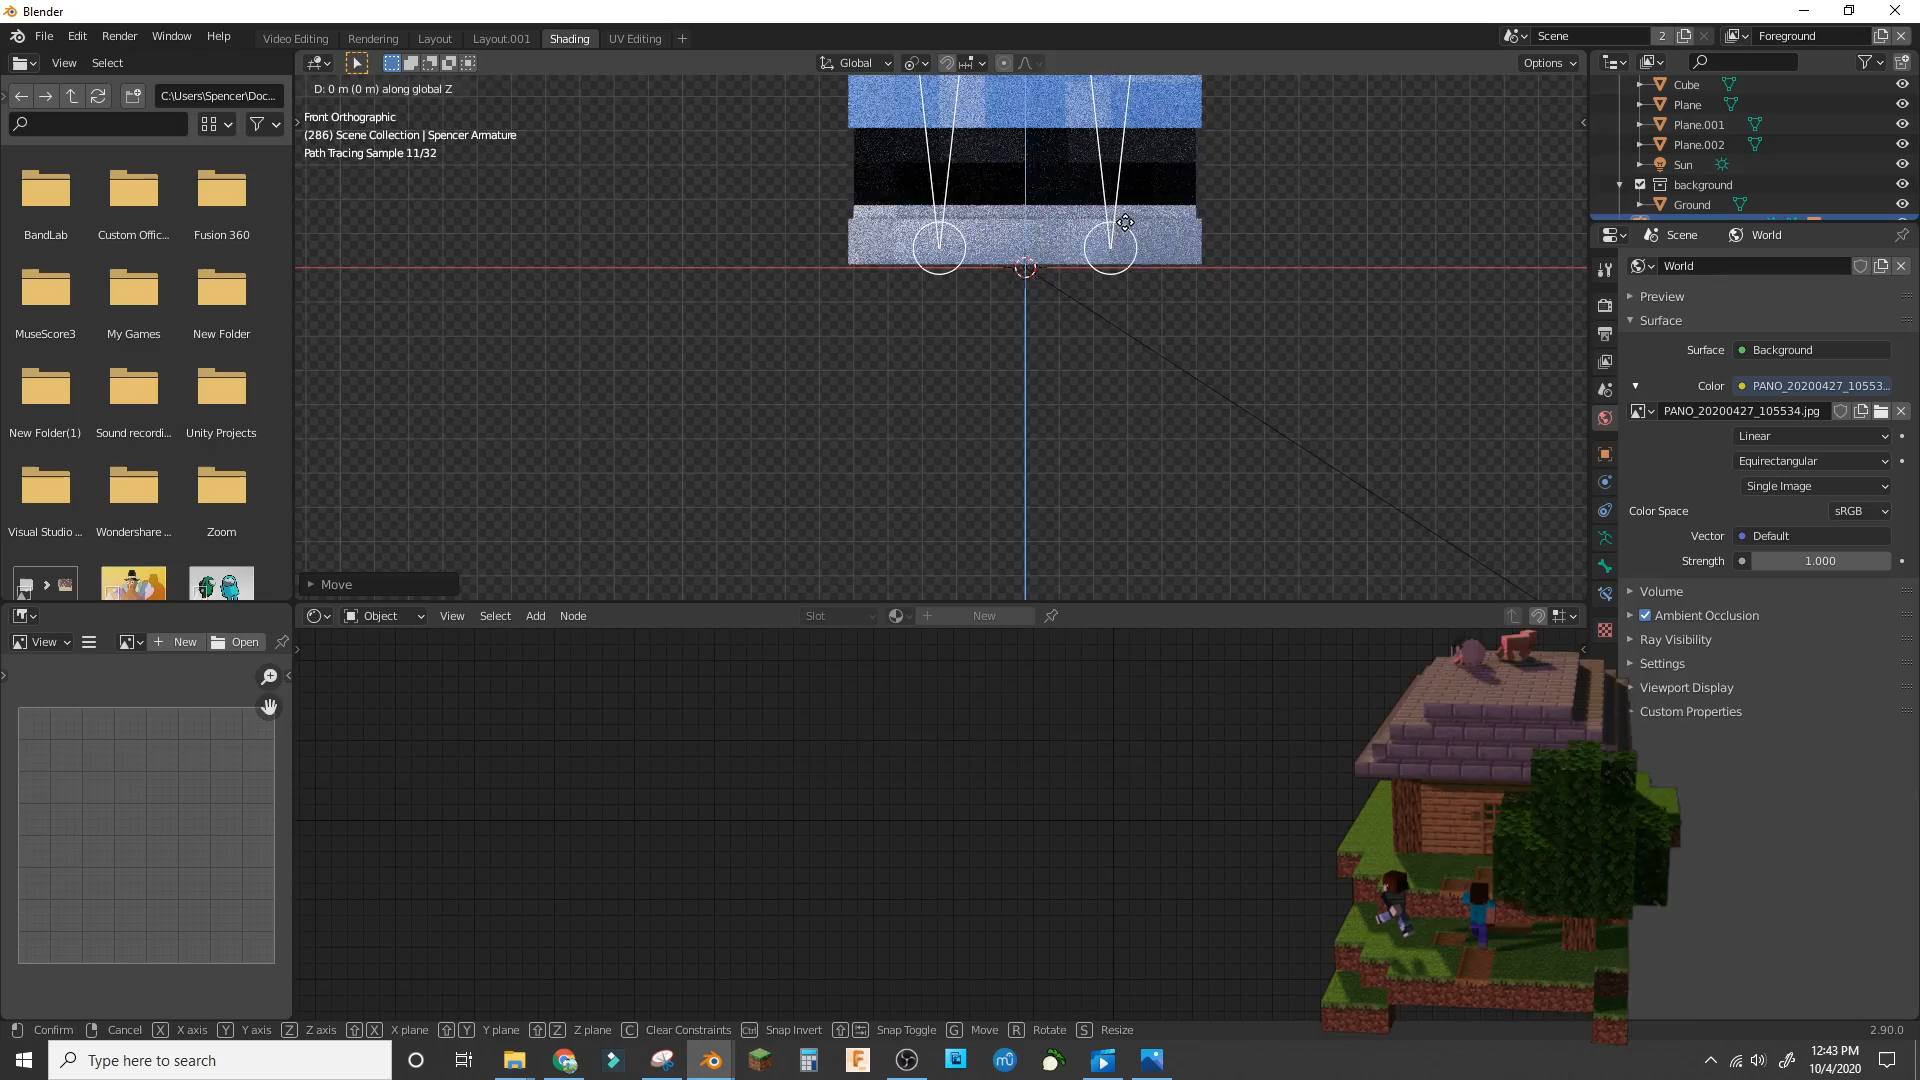 Blender
File Edit Render Window Help
Video Editing Rendering Layout Layout.001 Shading UV Editing +
Scene 2 Foreground
View Select
Global
Options
C:\Users\Spencer\Doc...
D: 0 m (0 m) along global Z
Front Orthographic
(286) Scene Collection | Spencer Armature
Path Tracing Sample 11/32
Cube
Plane
Plane.001
Plane.002
Sun
background
Ground
BandLab Custom Offic... Fusion 360
MuseScore3 My Games New Folder
New Folder(1) Sound recordi... Unity Projects
Visual Studio ... Wondershare ... Zoom
Move
Scene World
World
Preview
Surface
Surface Background
Color PANO_20200427_10553...
PANO_20200427_105534.jpg
Linear
Equirectangular
Single Image
Color Space sRGB
Vector Default
Strength 1.000
Volume
Ambient Occlusion
Ray Visibility
Settings
Viewport Display
Custom Properties
Object View Select Add Node
Slot
+ New
View + New Open
Confirm Cancel X X axis Y Y axis Z Z axis X X plane Y Y plane Z Z plane C Clear Constraints Ctrl Snap Invert Snap Toggle G Move R Rotate S Resize
2.90.0
Type here to search
12:43 PM
10/4/2020